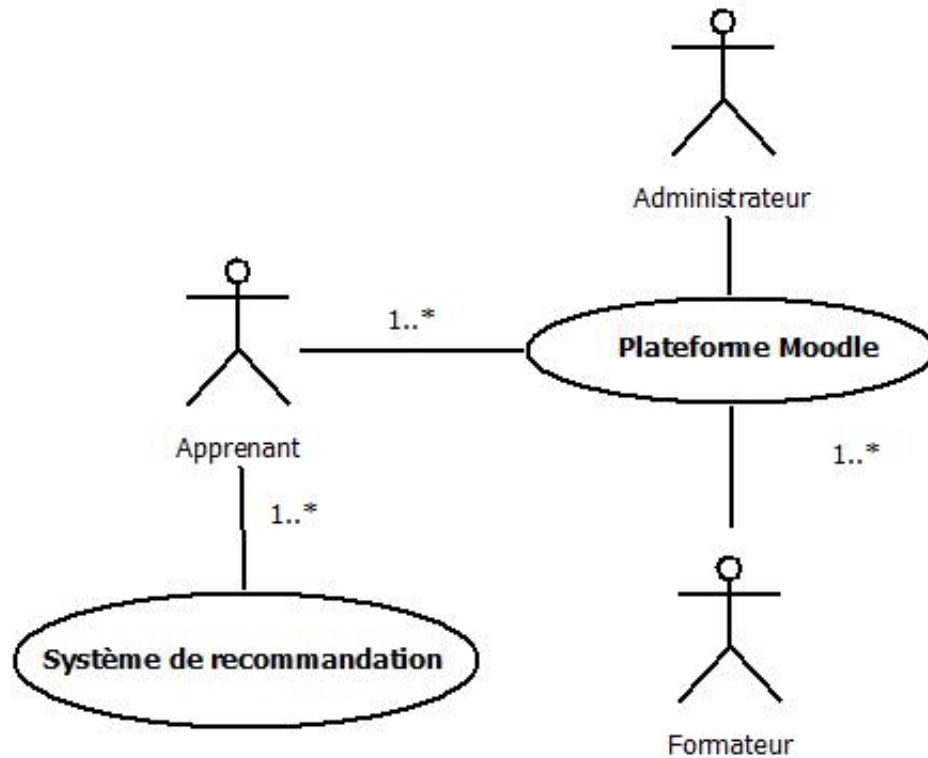 Administrateur
1..*
Plateforme Moodle
Apprenant
1..*
1..*
Système de recommandation
Formateur